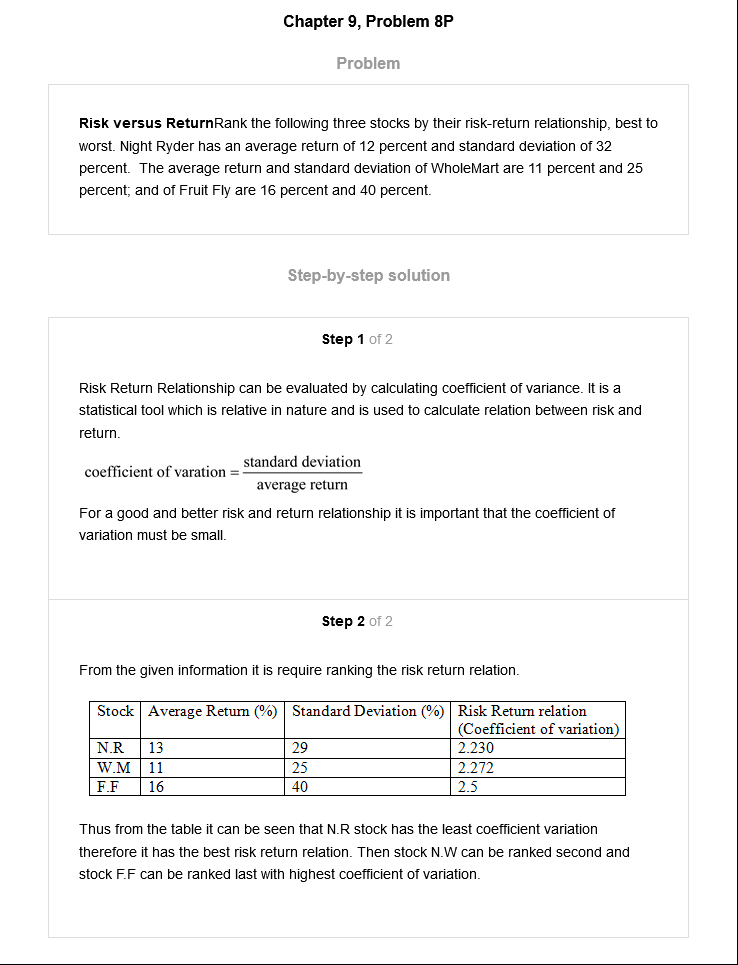 Chapter 9, Problem 8P
Problem
Risk versus ReturnRank the following three stocks by their risk-return relationship, best to
worst. Night Ryder has an average return of 12 percent and standard deviation of 32
percent.  The average return and standard deviation of WholeMart are 11 percent and 25
percent; and of Fruit Fly are 16 percent and 40 percent.
Step-by-step solution
Step 1 of 2
Risk Return Relationship can be evaluated by calculating coefficient of variance. It is a
statistical tool which is relative in nature and is used to calculate relation between risk and
return.
coefficient of varation = standard deviation
average return
For a good and better risk and return relationship it is important that the coefficient of
variation must be small.
Step 2 of 2
From the given information it is require ranking the risk return relation.
Stock Average Return (%) Standard Deviation (%) Risk Return relation
(Coefficient of variation)
N.R 13 29 2.230
W.M 11 25 2.272
F.F 16 40 2.5
Thus from the table it can be seen that N.R stock has the least coefficient variation
therefore it has the best risk return relation. Then stock N.W can be ranked second and
stock F.F can be ranked last with highest coefficient of variation.